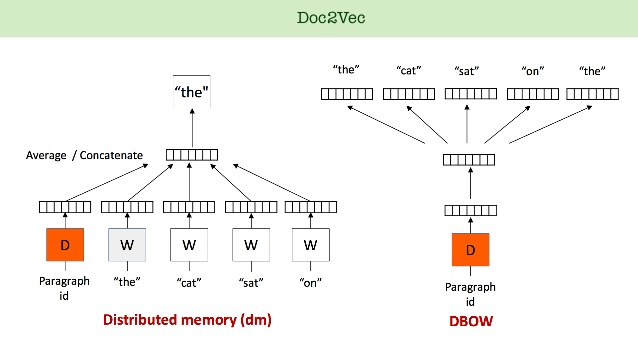 Doc2Vec
"the"
Average / Concatenate
D
W
W
W
W
Paragraph
id
"the"
"cat"
"sat"
"on"
Distributed memory (dm)
"the"
"cat"
"sat"
"on"
"the"
D
Paragraph
id
DBOW